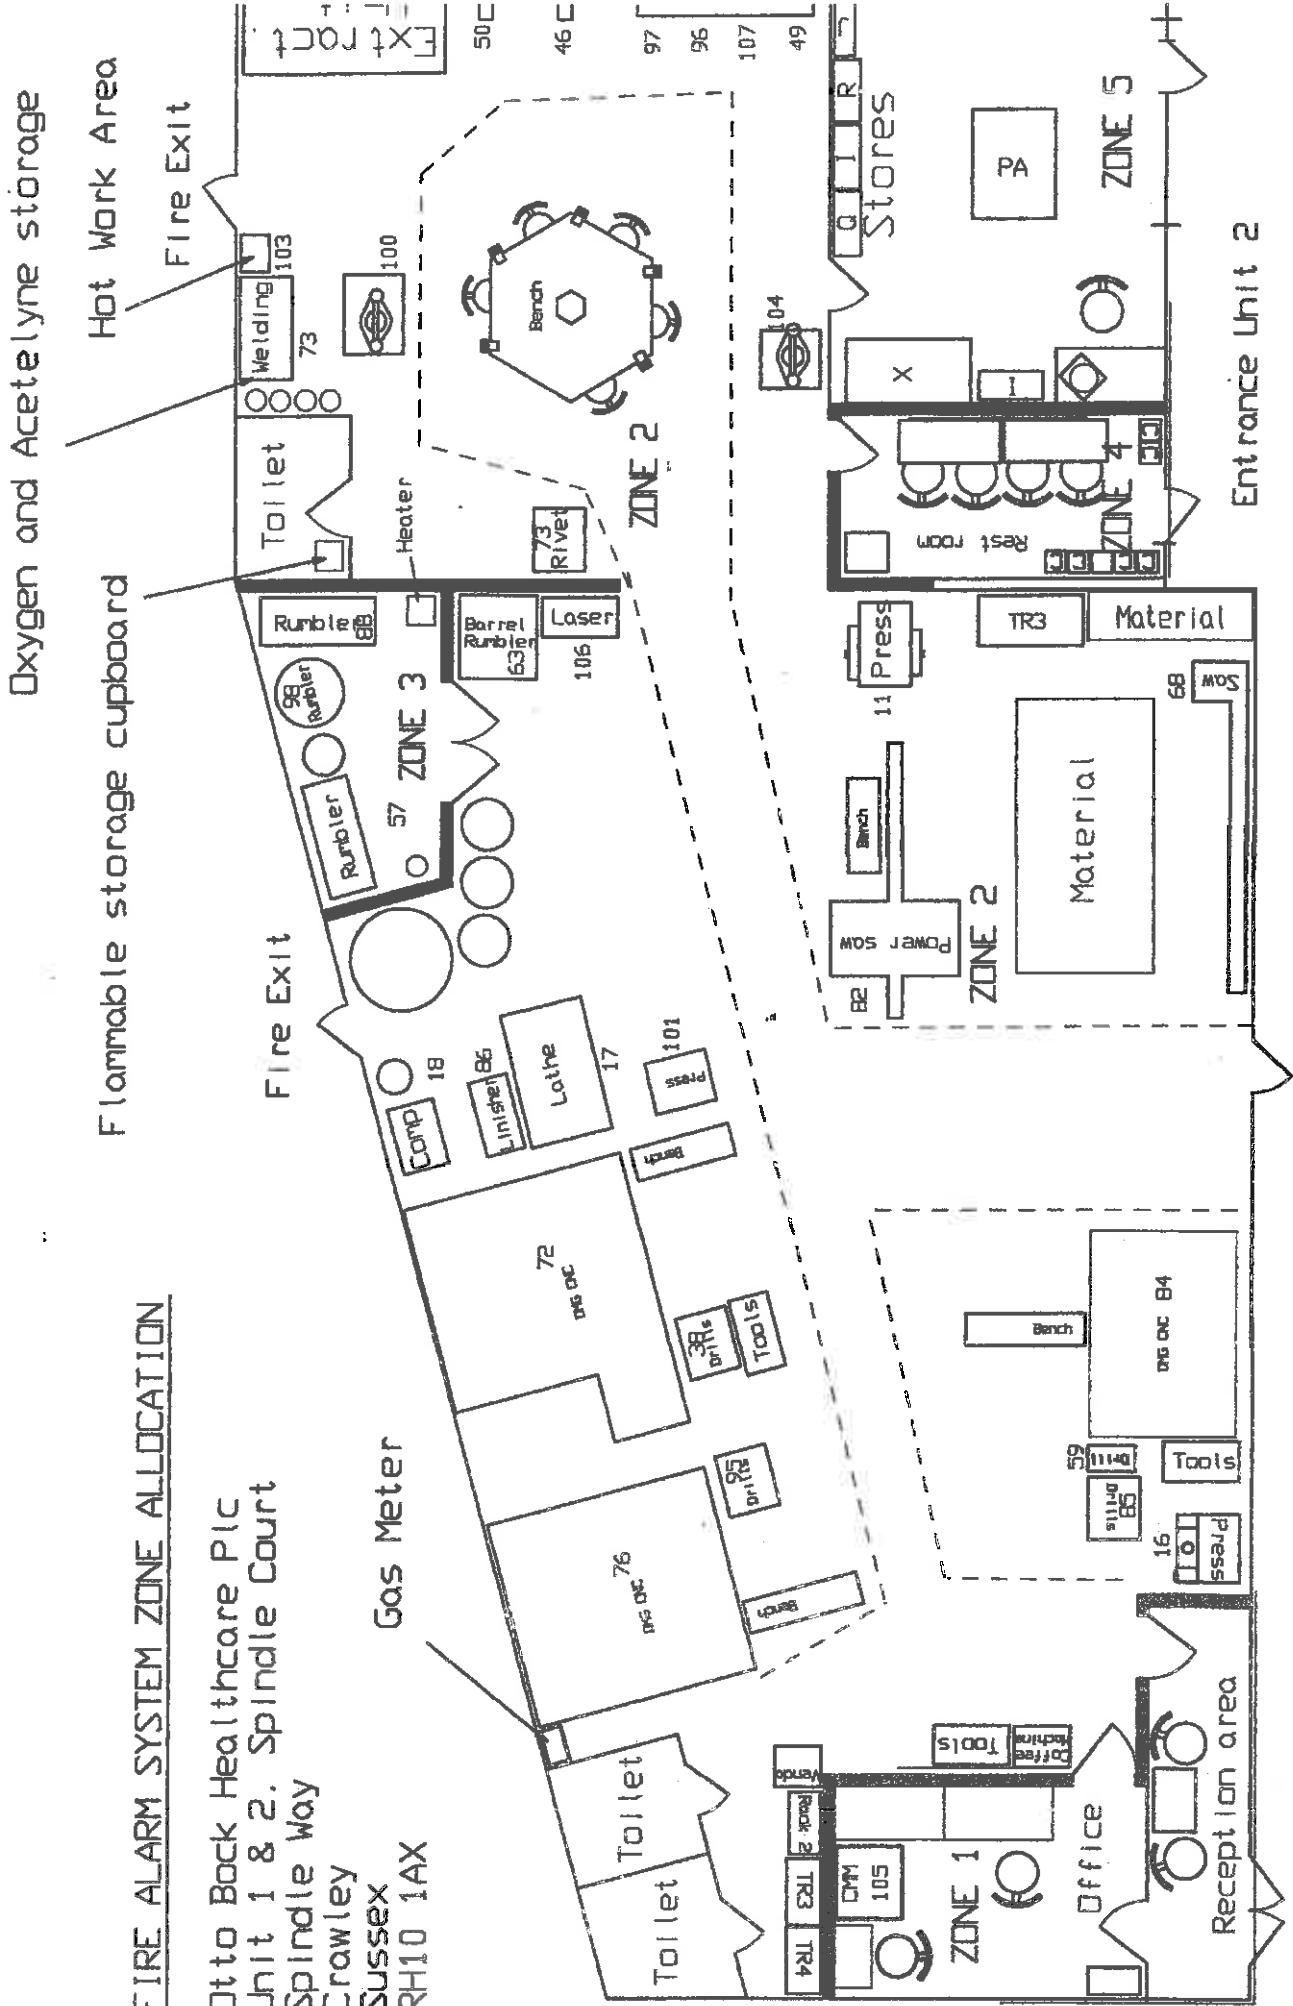 FIRE ALARM SYSTEM ZONE ALLOCATION
Otto Bock Healthcare Plc
Unit 1 & 2. Spindle Court
Spindle Way
Crawley
Sussex
RH10 1AX
Oxygen and Acetelyne storage
Hot Work Area
Fire Exit
Flammable storage cupboard
Fire Exit
Gas Meter
Extract
50
46
97
96
107
49
103
Welding
73
100
Toilet
Heater
Bench
ZONE 2
73
Rivet
104
Q
I
R
Stores
PA
ZONE 5
X
I
Entrance Unit 2
Rest room
ZONE 4
Rumbler
88
98
Rumbler
Rumbler
ZONE 3
57
Barrel
Rumbler
63
Laser
106
Press
11
TR3
Material
68
Saw
Bench
Power saw
82
ZONE 2
Material
18
Comp
86
Linisher
Lathe
17
101
Press
Bench
72
DMG CNC
38
Drills
Tools
95
Drills
76
DMG CNC
Bench
Bench
DMG CNC 84
59
Drill
58
Drills
Tools
16
Press
Toilet
Toilet
Vendo
Rack 2
TR3
TR4
CMM
105
ZONE 1
Tools
Coffee
Machine
Office
Reception area